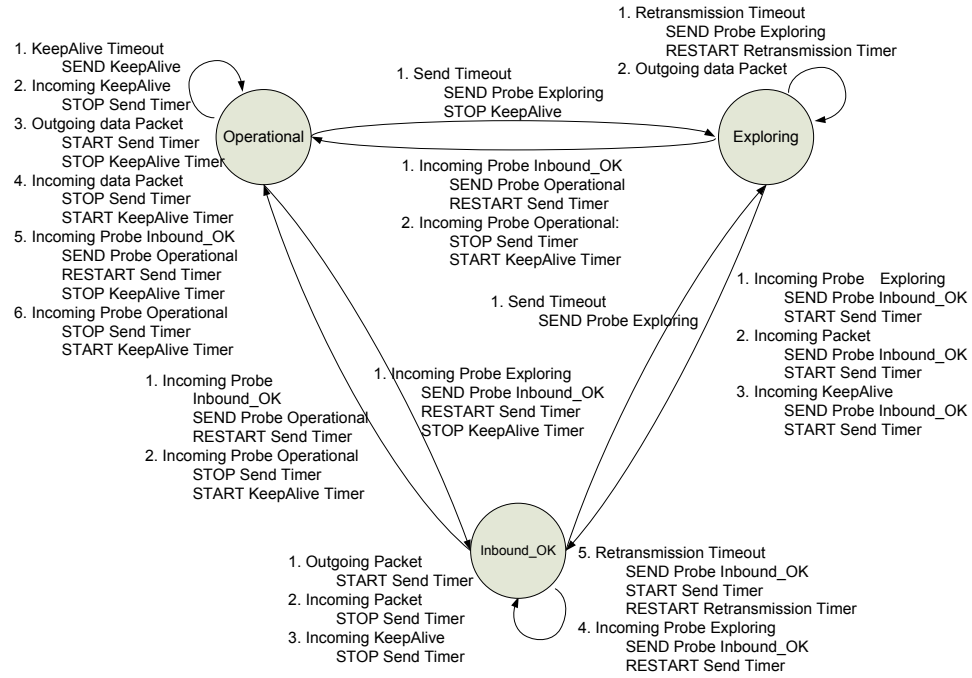 1. Retransmission Timeout
SEND Probe Exploring
RESTART Retransmission Timer
2. Outgoing data Packet
1. KeepAlive Timeout
SEND KeepAlive
2. Incoming KeepAlive
STOP Send Timer
3. Outgoing data Packet
START Send Timer
STOP KeepAlive Timer
4. Incoming data Packet
STOP Send Timer
START KeepAlive Timer
5. Incoming Probe Inbound_OK
SEND Probe Operational
RESTART Send Timer
STOP KeepAlive Timer
6. Incoming Probe Operational
STOP Send Timer
START KeepAlive Timer
Operational
1. Send Timeout
SEND Probe Exploring
STOP KeepAlive
Exploring
1. Incoming Probe Inbound_OK
SEND Probe Operational
RESTART Send Timer
2. Incoming Probe Operational:
STOP Send Timer
START KeepAlive Timer
1. Send Timeout
SEND Probe Exploring
1. Incoming Probe Exploring
SEND Probe Inbound_OK
START Send Timer
2. Incoming Packet
SEND Probe Inbound_OK
START Send Timer
3. Incoming KeepAlive
SEND Probe Inbound_OK
START Send Timer
1. Incoming Probe
Inbound_OK
SEND Probe Operational
RESTART Send Timer
2. Incoming Probe Operational
STOP Send Timer
START KeepAlive Timer
1. Incoming Probe Exploring
SEND Probe Inbound_OK
RESTART Send Timer
STOP KeepAlive Timer
Inbound_OK
1. Outgoing Packet
START Send Timer
2. Incoming Packet
STOP Send Timer
3. Incoming KeepAlive
STOP Send Timer
5. Retransmission Timeout
SEND Probe Inbound_OK
START Send Timer
RESTART Retransmission Timer
4. Incoming Probe Exploring
SEND Probe Inbound_OK
RESTART Send Timer